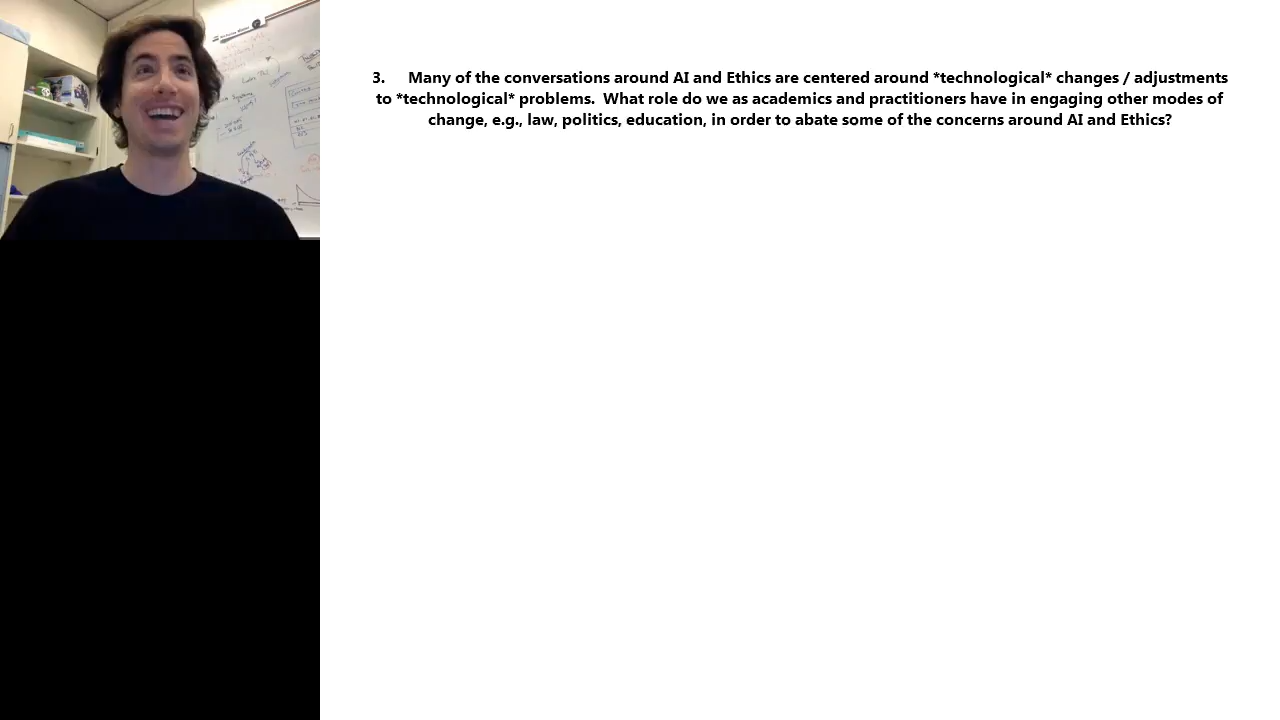 3. Many of the conversations around AI and Ethics are centered around *technological* changes / adjustments
to *technological* problems.  What role do we as academics and practitioners have in engaging other modes of
change, e.g., law, politics, education, in order to abate some of the concerns around AI and Ethics?